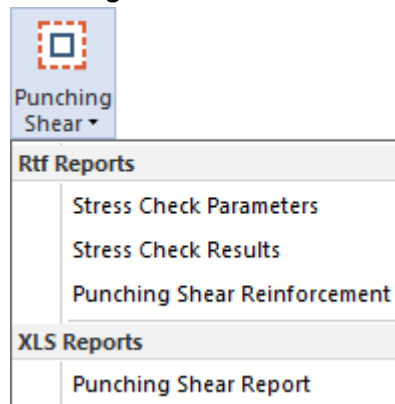 Punching
Shear
Rtf Reports
Stress Check Parameters
Stress Check Results
Punching Shear Reinforcement
XLS Reports
Punching Shear Report